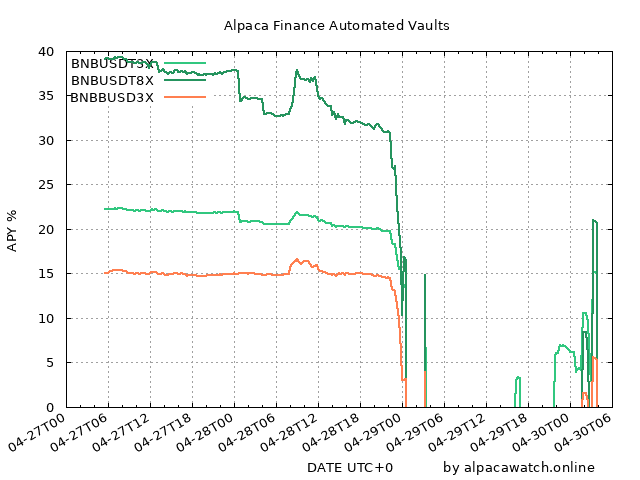 Alpaca Finance Automated Vaults
BNBUSDT3X
BNBUSDT8X
BNBBUSD3X
40
35
30
25
20
15
10
5
0
APY %
04-27T00
04-27T06
04-27T12
04-27T18
04-28T00
04-28T06
04-28T12
04-28T18
04-29T00
04-29T06
04-29T12
04-29T18
04-30T00
04-30T06
DATE UTC+0
by alpacawatch.online